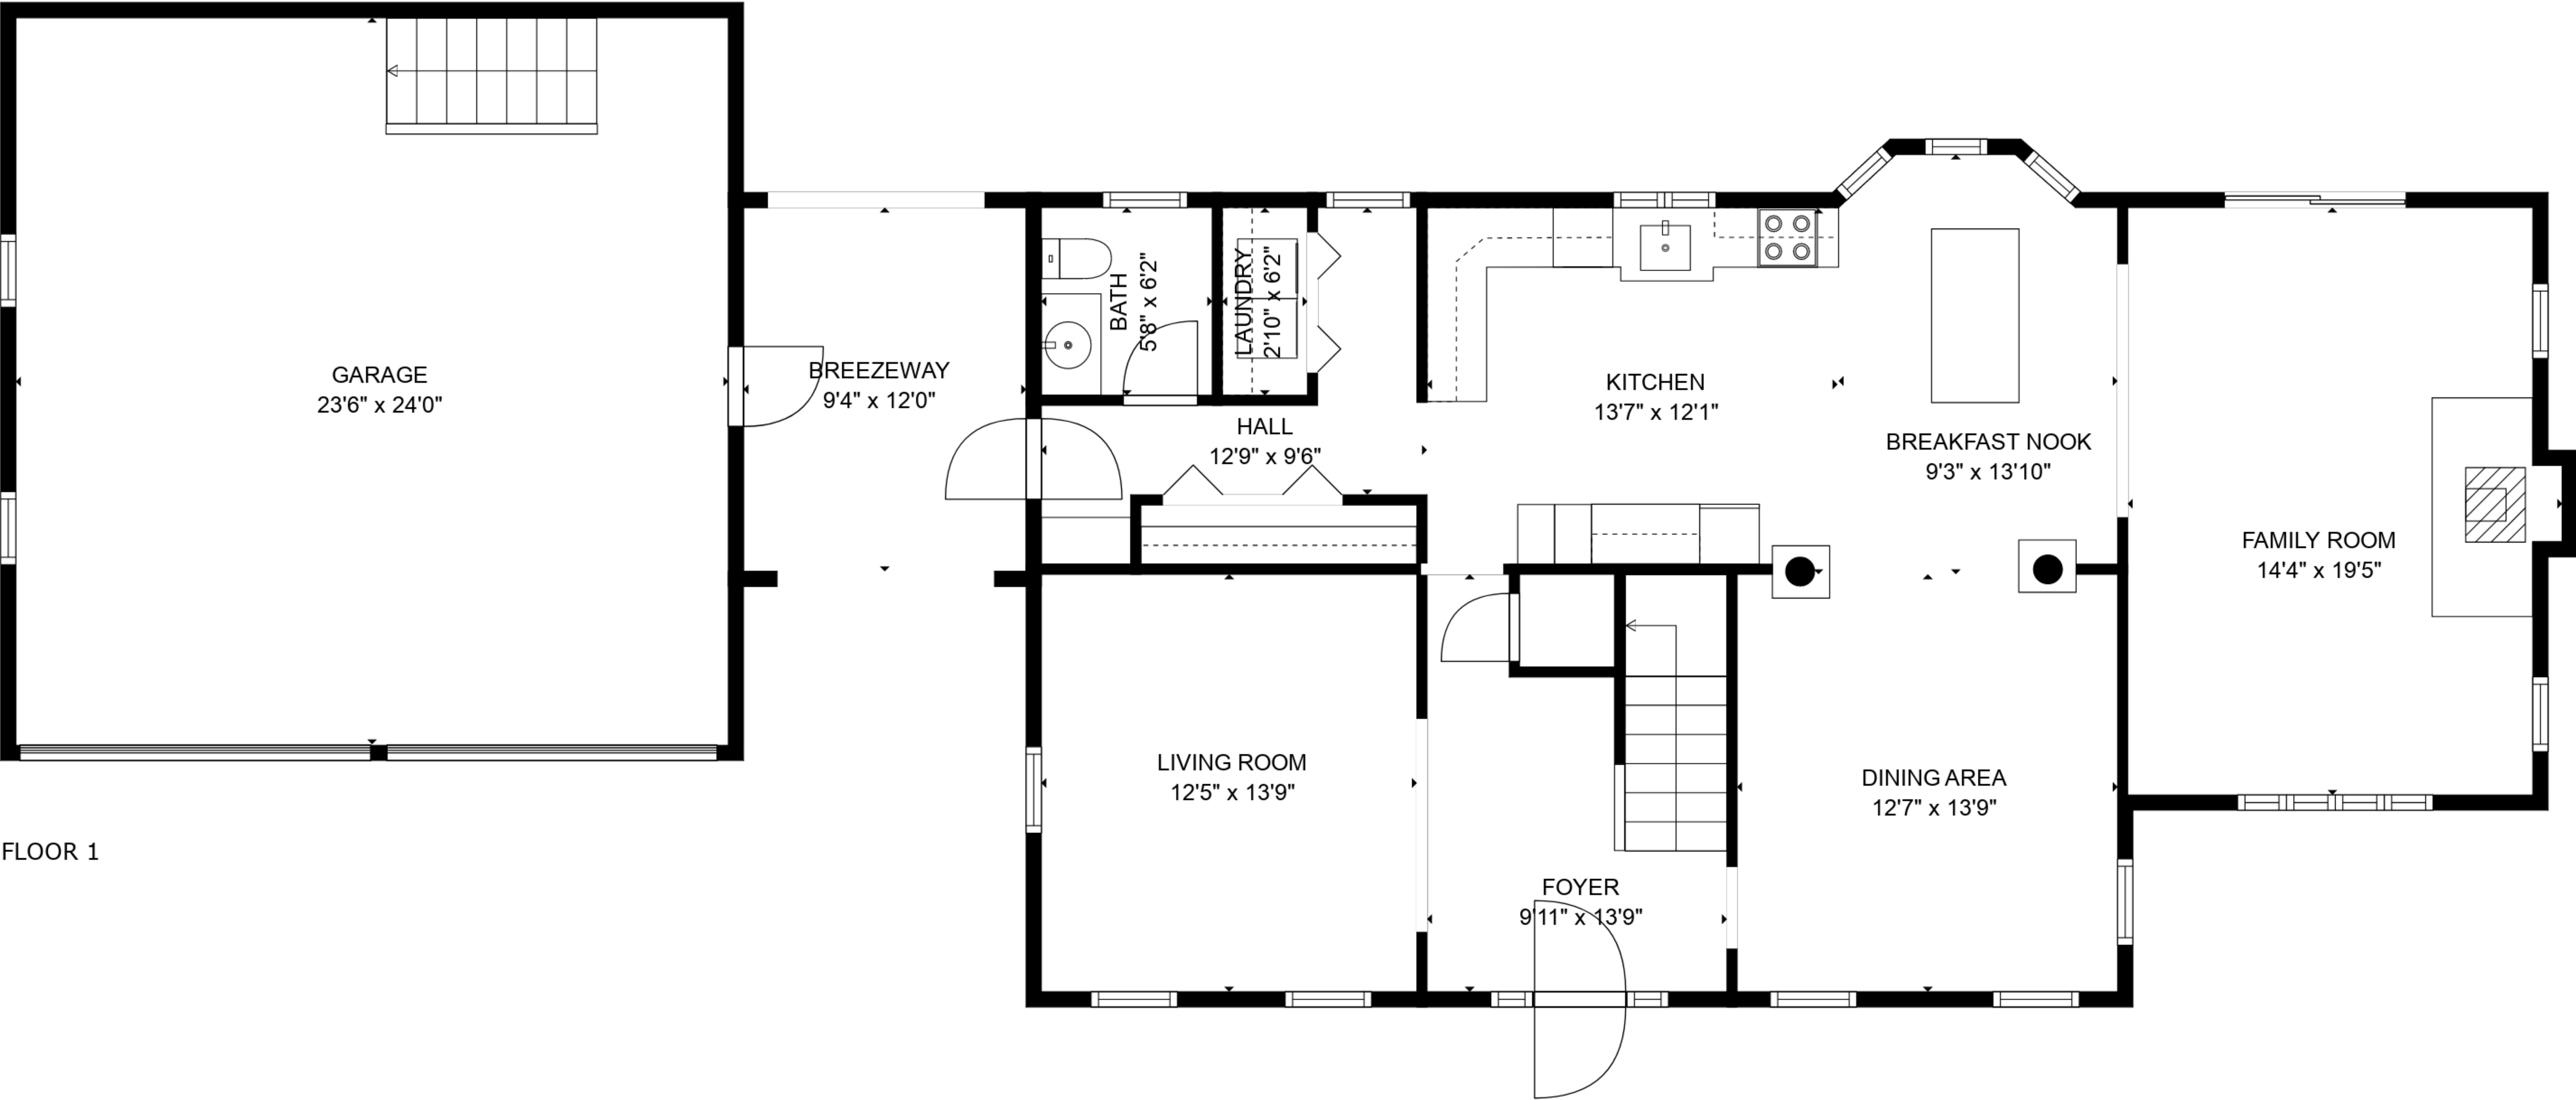 GARAGE
23'6" x 24'0"
BREEZEWAY
9'4" x 12'0"
BATH
5'8" x 6'2"
LAUNDRY
2'10" x 6'2"
HALL
12'9" x 9'6"
KITCHEN
13'7" x 12'1"
BREAKFAST NOOK
9'3" x 13'10"
FAMILY ROOM
14'4" x 19'5"
LIVING ROOM
12'5" x 13'9"
FOYER
9'11" x 13'9"
DINING AREA
12'7" x 13'9"
FLOOR 1